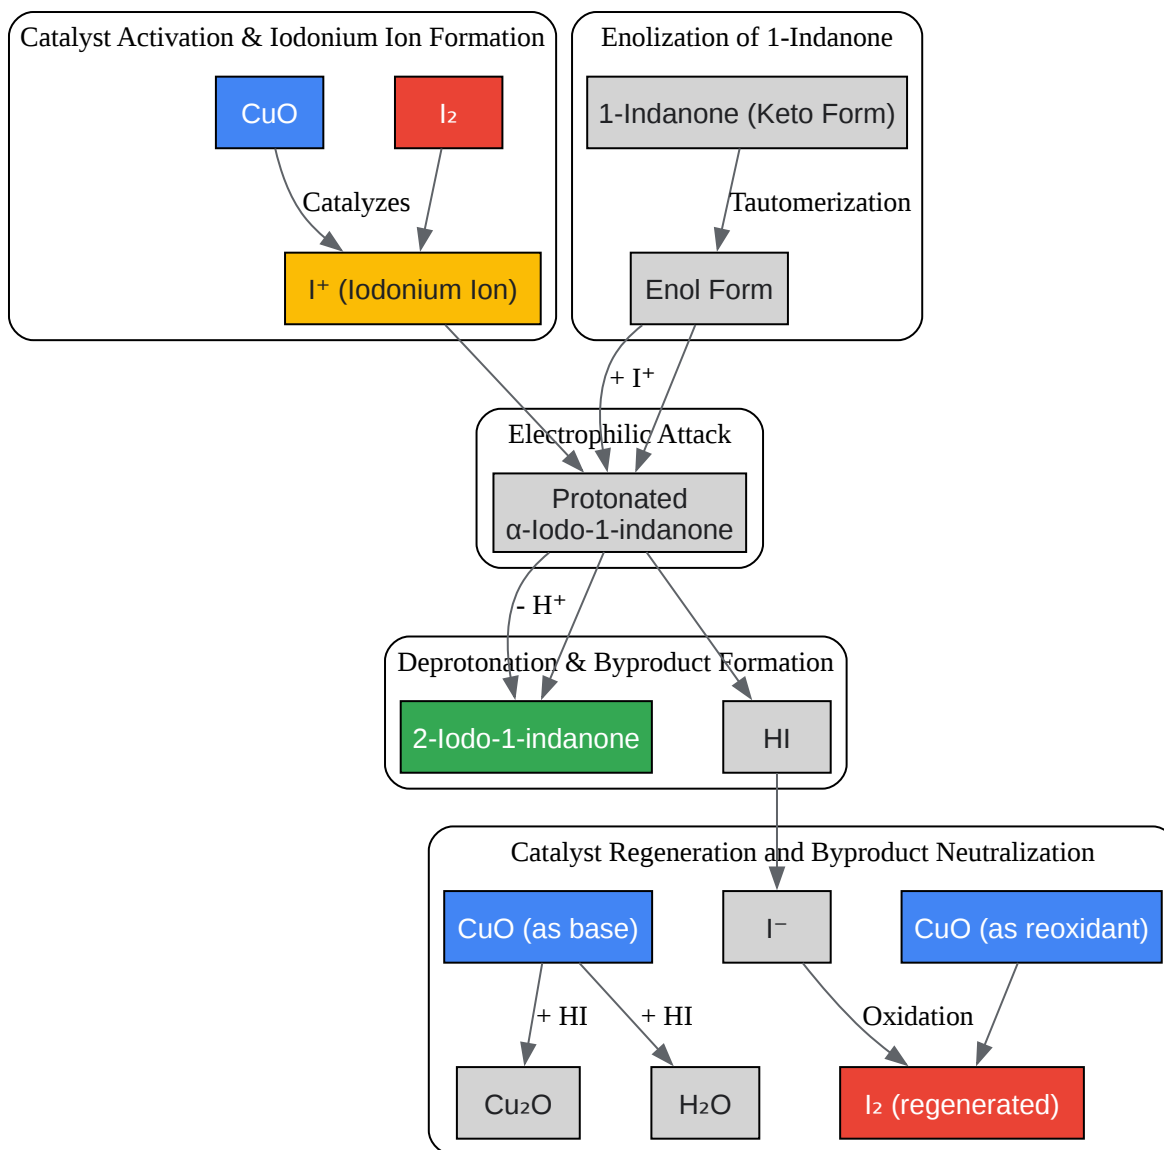 Catalyst Activation & Iodonium Ion Formation
Enolization of 1-Indanone
CuO
I₂
1-Indanone (Keto Form)
Catalyzes
Tautomerization
I⁺ (Iodonium Ion)
Enol Form
+ I⁺
Electrophilic Attack
Protonated
α-Iodo-1-indanone
- H⁺
Deprotonation & Byproduct Formation
2-Iodo-1-indanone
HI
Catalyst Regeneration and Byproduct Neutralization
CuO (as base)
I⁻
CuO (as reoxidant)
+ HI
+ HI
Oxidation
Cu₂O
H₂O
I₂ (regenerated)